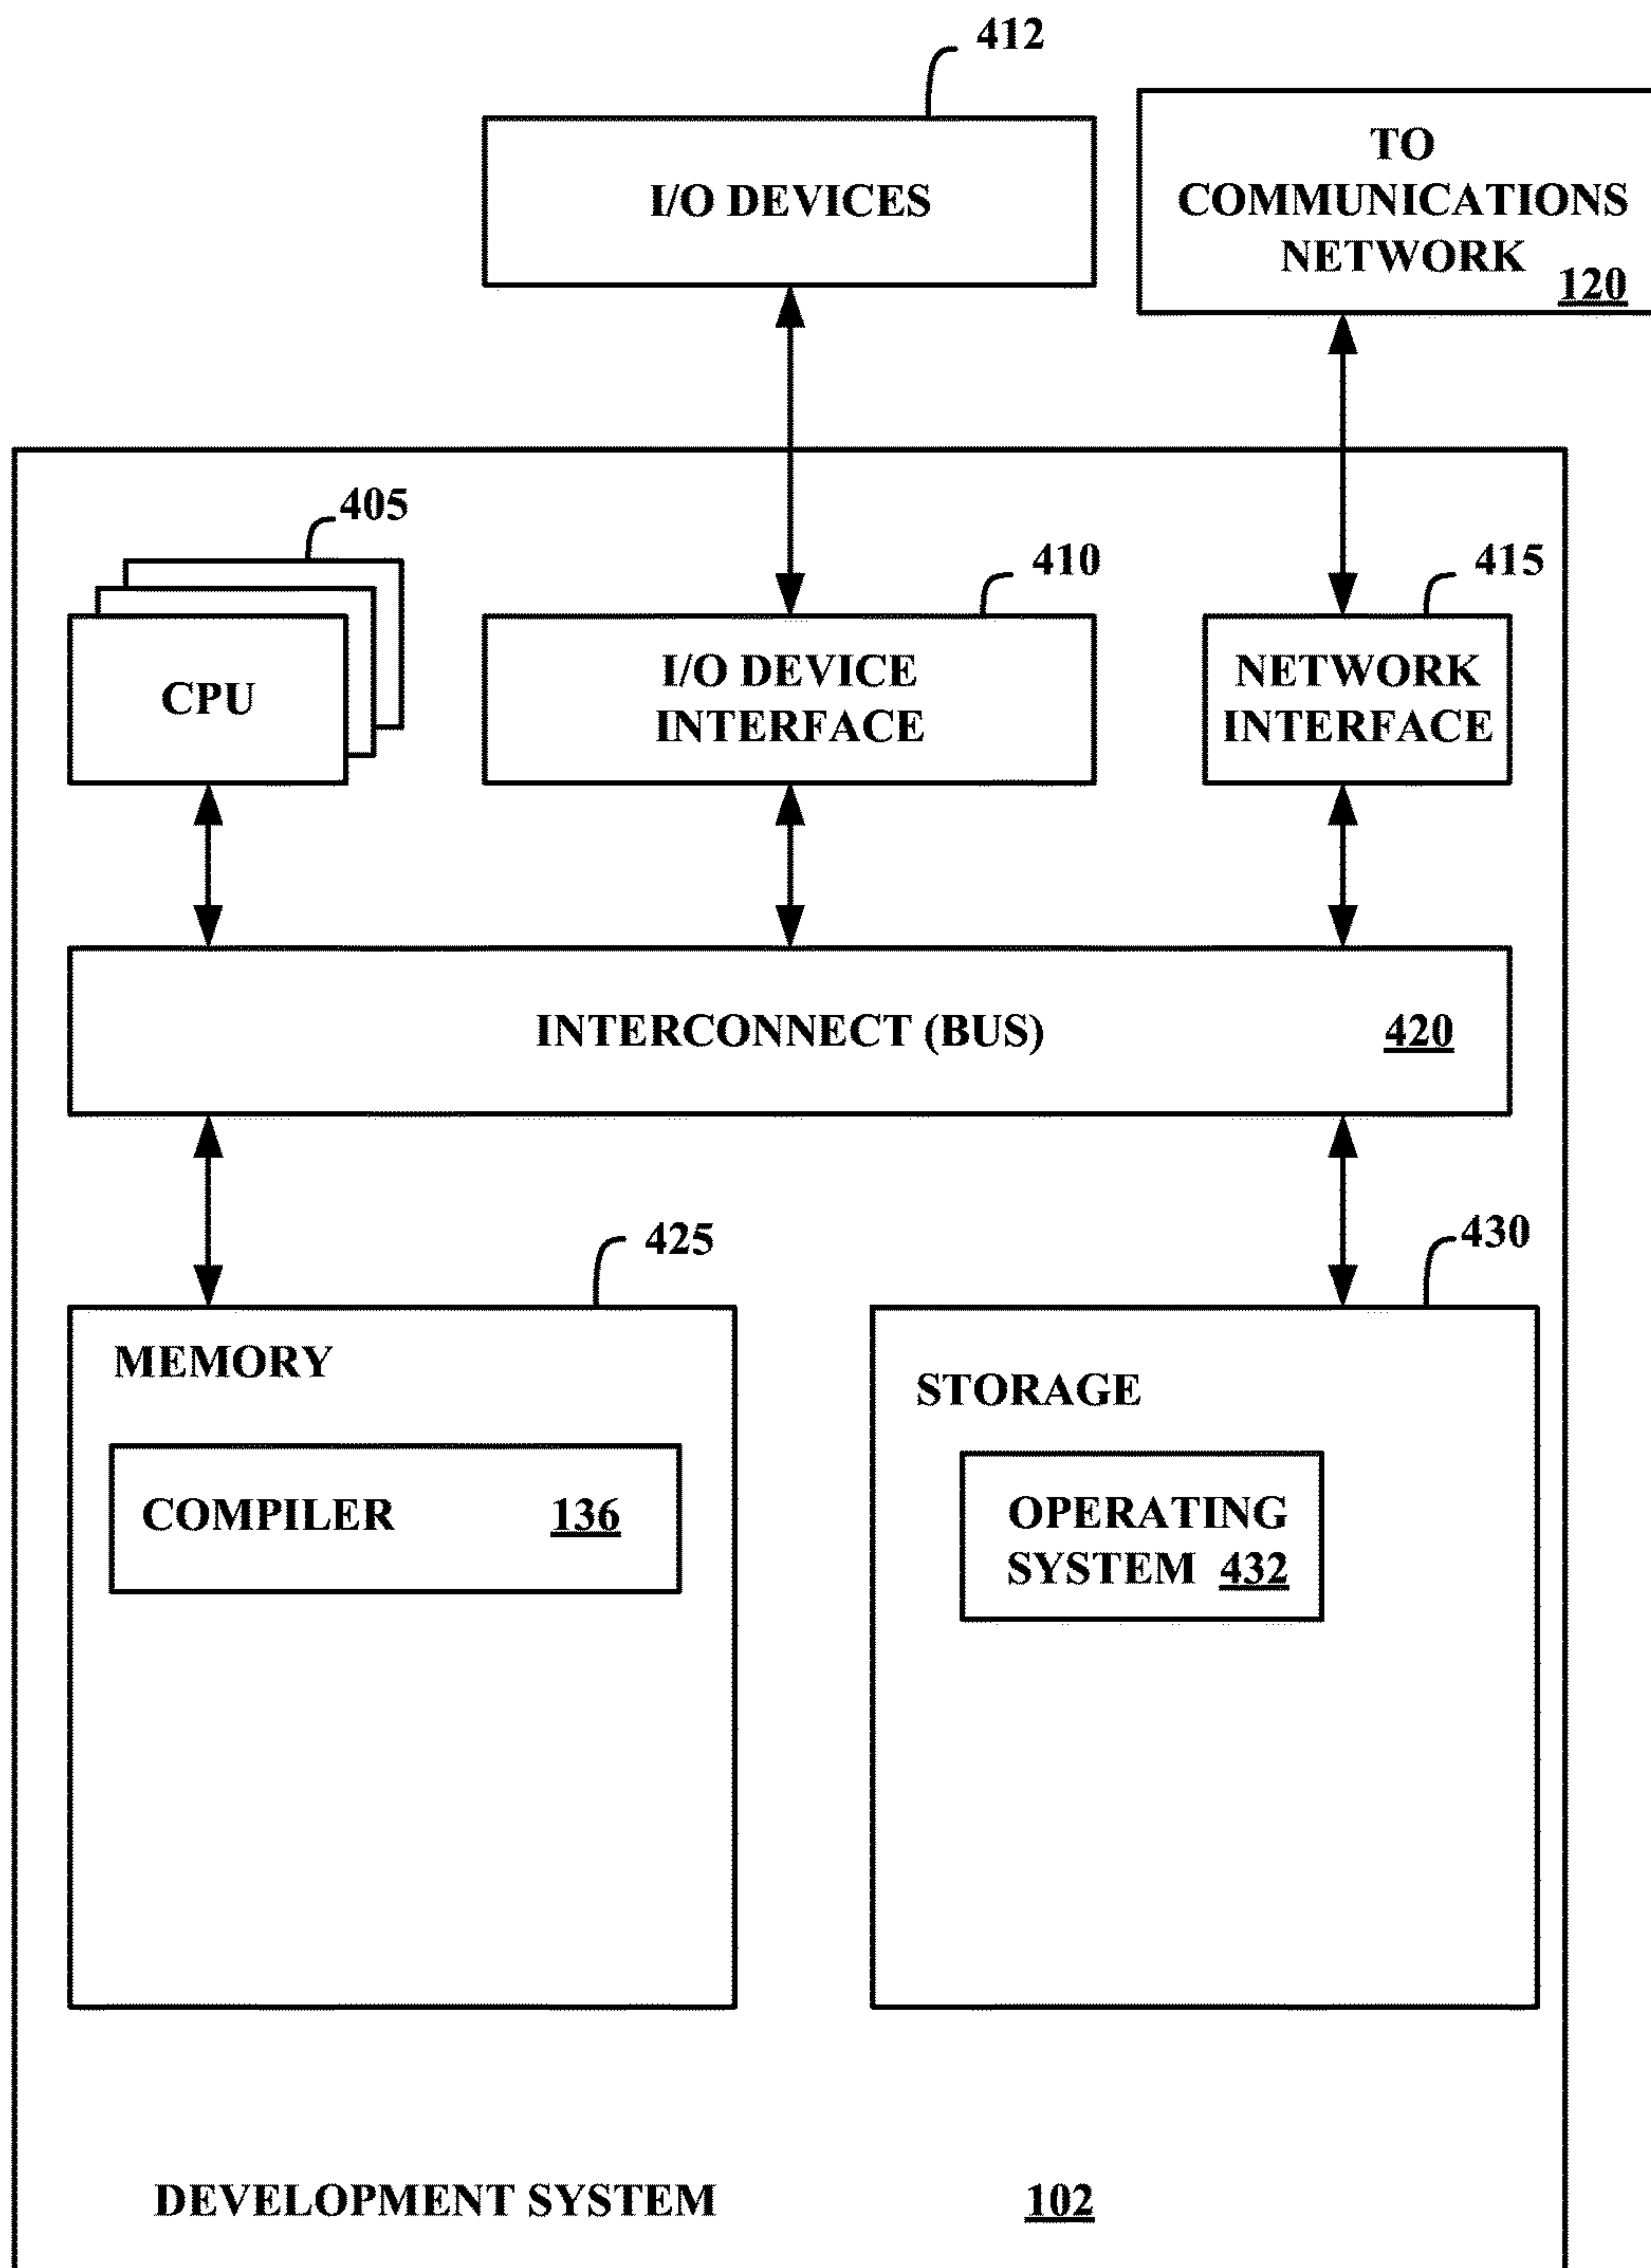 412
I/O DEVICES
TO
COMMUNICATIONS
NETWORK
120
405
410
415
CPU
I/O DEVICE
INTERFACE
NETWORK
INTERFACE
INTERCONNECT (BUS) 420
425
430
MEMORY
COMPILER 136
STORAGE
OPERATING
SYSTEM 432
DEVELOPMENT SYSTEM 102